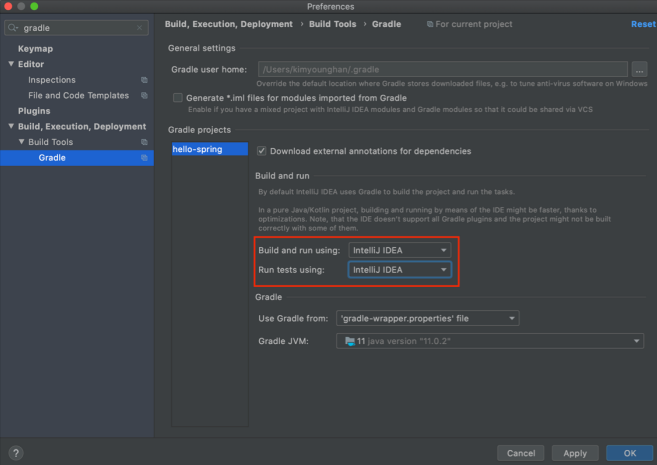 Preferences
gradle
Keymap
Editor
Inspections
File and Code Templates
Plugins
Build, Execution, Deployment
Build Tools
Gradle
Build, Execution, Deployment › Build Tools › Gradle For current project Reset
General settings
Gradle user home: /Users/kimyounghan/.gradle ...
Override the default location where Gradle stores downloaded files, e.g. to tune anti-virus software on Windows
Generate *.iml files for modules imported from Gradle
Enable if you have a mixed project with IntelliJ IDEA modules and Gradle modules so that it could be shared via VCS
Gradle projects
hello-spring
Download external annotations for dependencies
Build and run
By default IntelliJ IDEA uses Gradle to build the project and run the tasks.
In a pure Java/Kotlin project, building and running by means of the IDE might be faster, thanks to
optimizations. Note, that the IDE doesn't support all Gradle plugins and the project might not be built
correctly with some of them.
Build and run using: IntelliJ IDEA
Run tests using: IntelliJ IDEA
Gradle
Use Gradle from: 'gradle-wrapper.properties' file
Gradle JVM: 11 java version "11.0.2"
?
Cancel Apply OK